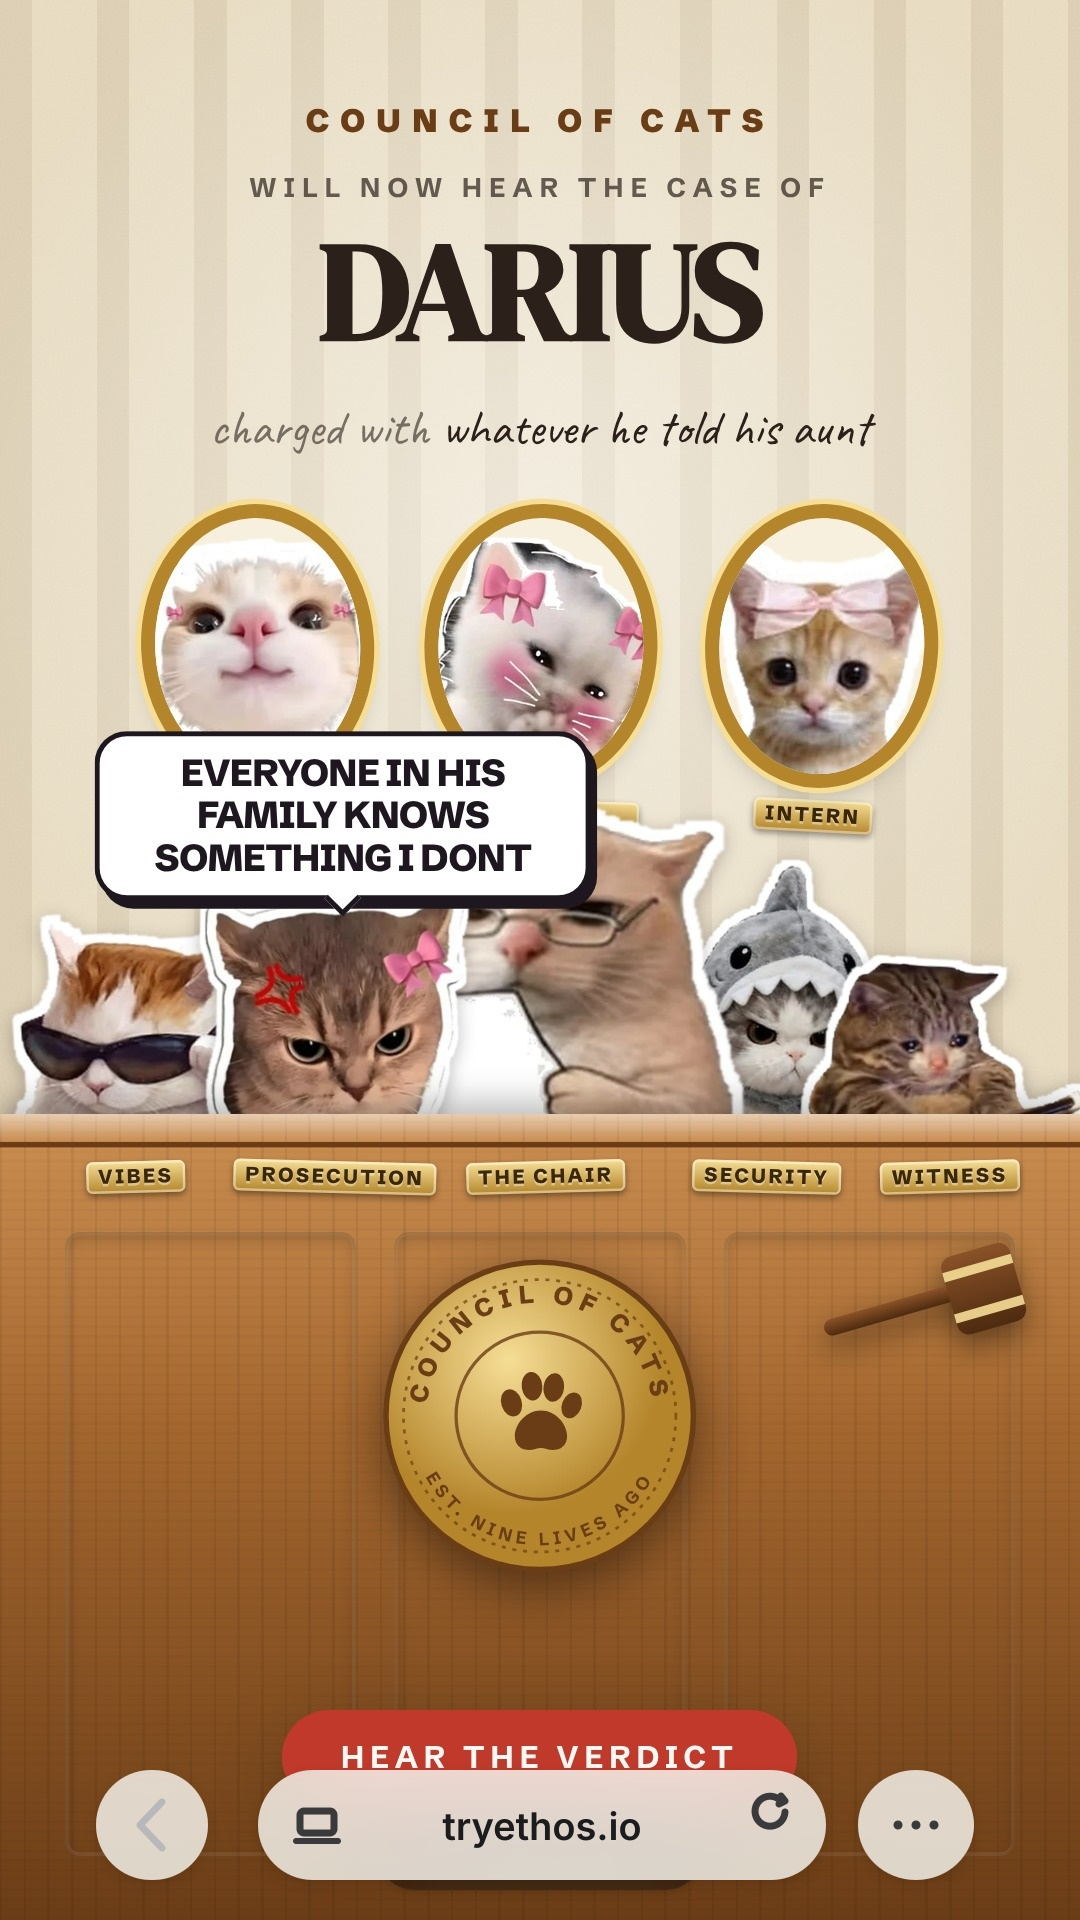 COUNCIL OF CATS
WILL NOW HEAR THE CASE OF
DARIUS
charged with whatever he told his aunt
EVERYONE IN HIS
FAMILY KNOWS
SOMETHING I DONT
INTERN
VIBES
PROSECUTION
THE CHAIR
SECURITY
WITNESS
COUNCIL OF CATS
EST. NINE LIVES AGO
HEAR THE VERDICT
tryethos.io